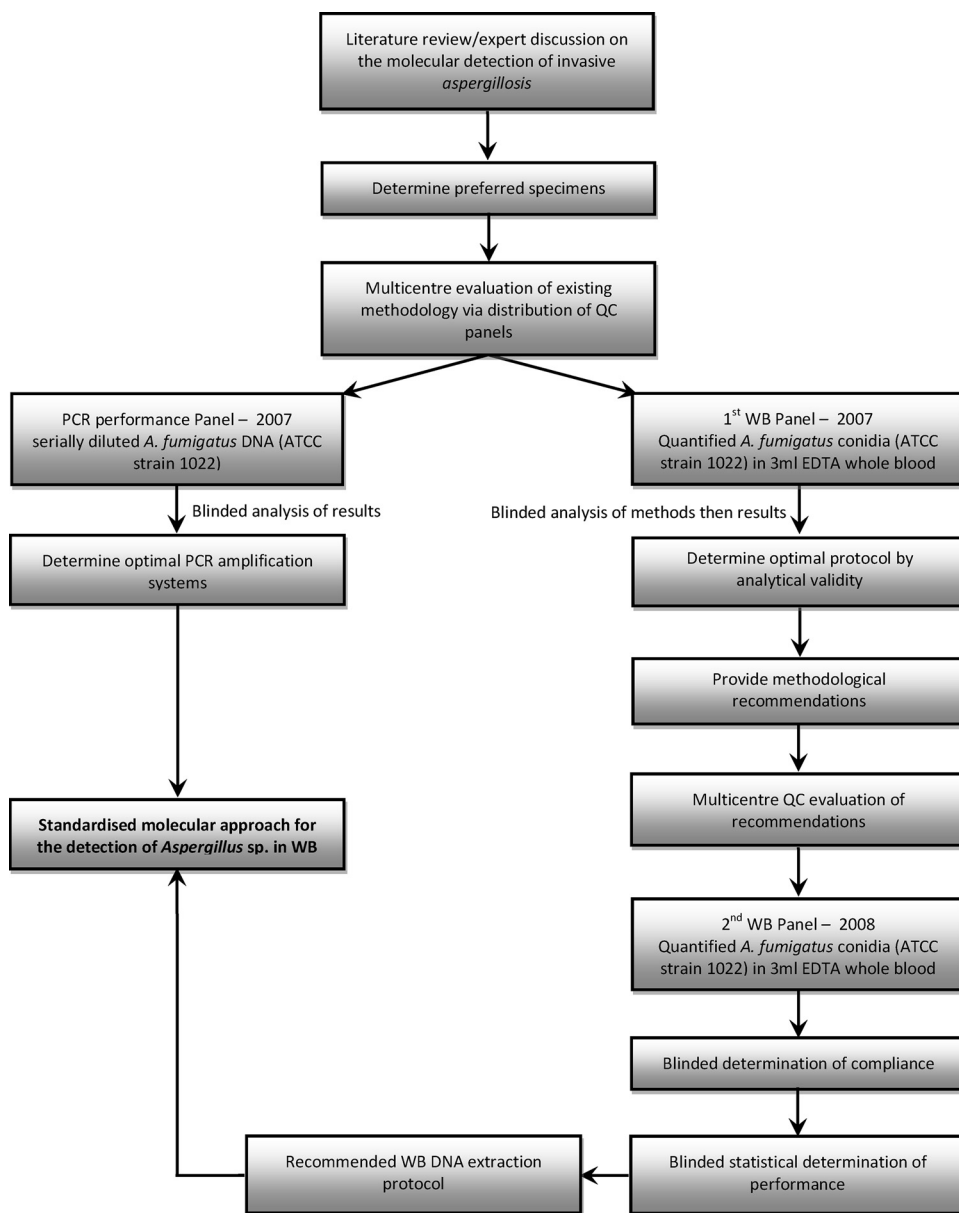 Literature review/expert discussion on
the molecular detection of invasive
aspergillosis
Determine preferred specimens
Multicentre evaluation of existing
methodology via distribution of QC
panels
PCR performance Panel – 2007
serially diluted A. fumigatus DNA (ATCC
strain 1022)
1st WB Panel – 2007
Quantified A. fumigatus conidia (ATCC
strain 1022) in 3ml EDTA whole blood
Blinded analysis of results
Blinded analysis of methods then results
Determine optimal PCR amplification
systems
Determine optimal protocol by
analytical validity
Provide methodological
recommendations
Multicentre QC evaluation of
recommendations
Standardised molecular approach for
the detection of Aspergillus sp. in WB
2nd WB Panel – 2008
Quantified A. fumigatus conidia (ATCC
strain 1022) in 3ml EDTA whole blood
Blinded determination of compliance
Blinded statistical determination of
performance
Recommended WB DNA extraction
protocol